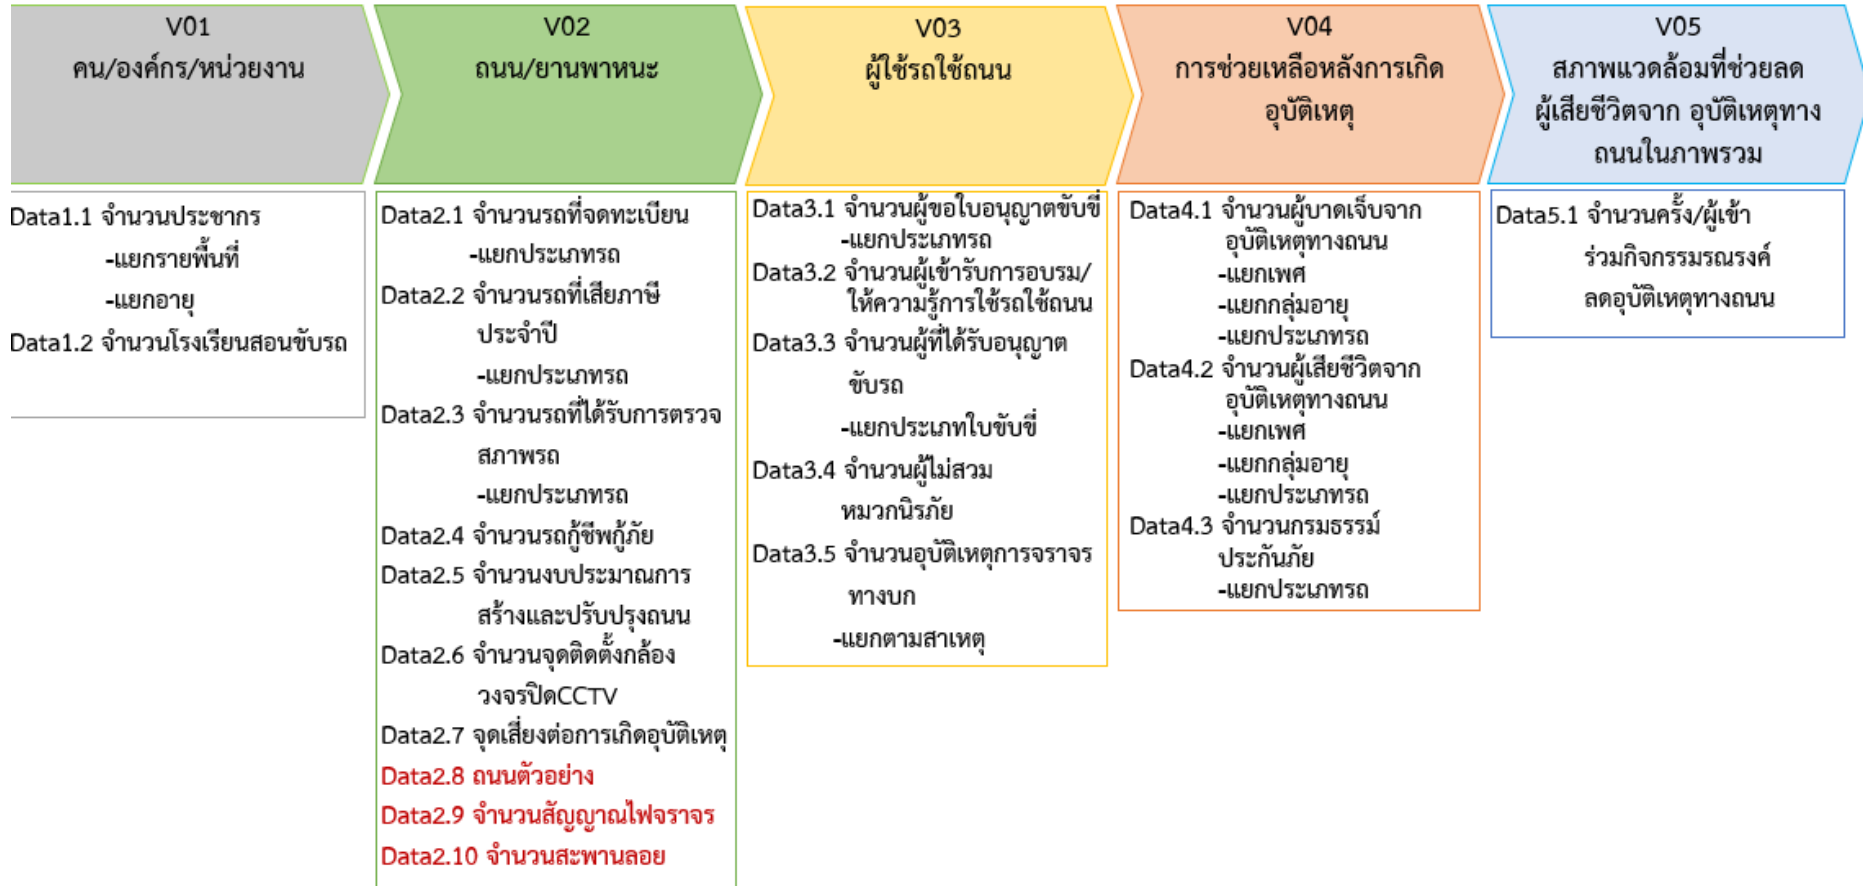 V01
คน/องค์กร/หน่วยงาน
V02
ถนน/ยานพาหนะ
V03
ผู้ใช้รถใช้ถนน
V04
การช่วยเหลือหลังการเกิด
อุบัติเหตุ
V05
สภาพแวดล้อมที่ช่วยลด
ผู้เสียชีวิตจาก อุบัติเหตุทาง
ถนนในภาพรวม
Data1.1 จำนวนประชากร
-แยกรายพื้นที่
-แยกอายุ
Data1.2 จำนวนโรงเรียนสอนขับรถ
Data2.1 จำนวนรถที่จดทะเบียน
-แยกประเภทรถ
Data2.2 จำนวนรถที่เสียภาษี
ประจำปี
-แยกประเภทรถ
Data2.3 จำนวนรถที่ได้รับการตรวจ
สภาพรถ
-แยกประเภทรถ
Data2.4 จำนวนรถกู้ชีพกู้ภัย
Data2.5 จำนวนงบประมาณการ
สร้างและปรับปรุงถนน
Data2.6 จำนวนจุดติดตั้งกล้อง
วงจรปิดCCTV
Data2.7 จุดเสี่ยงต่อการเกิดอุบัติเหตุ
Data2.8 ถนนตัวอย่าง
Data2.9 จำนวนสัญญาณไฟจราจร
Data2.10 จำนวนสะพานลอย
Data3.1 จำนวนผู้ขอใบอนุญาตขับขี่
-แยกประเภทรถ
Data3.2 จำนวนผู้เข้ารับการอบรม/
ให้ความรู้การใช้รถใช้ถนน
Data3.3 จำนวนผู้ที่ได้รับอนุญาต
ขับรถ
-แยกประเภทใบขับขี่
Data3.4 จำนวนผู้ไม่สวม
หมวกนิรภัย
Data3.5 จำนวนอุบัติเหตุการจราจร
ทางบก
-แยกตามสาเหตุ
Data4.1 จำนวนผู้บาดเจ็บจาก
อุบัติเหตุทางถนน
-แยกเพศ
-แยกกลุ่มอายุ
-แยกประเภทรถ
Data4.2 จำนวนผู้เสียชีวิตจาก
อุบัติเหตุทางถนน
-แยกเพศ
-แยกกลุ่มอายุ
-แยกประเภทรถ
Data4.3 จำนวนกรมธรรม์
ประกันภัย
-แยกประเภทรถ
Data5.1 จำนวนครั้ง/ผู้เข้า
ร่วมกิจกรรมรณรงค์
ลดอุบัติเหตุทางถนน